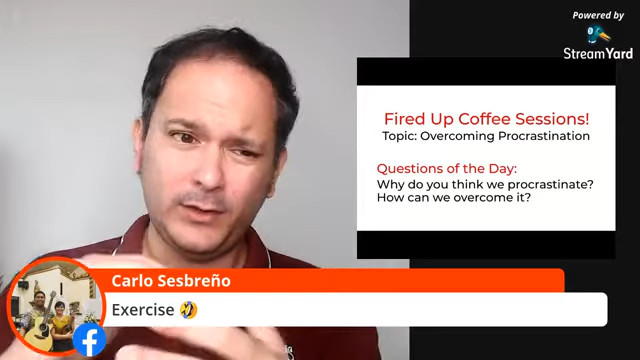 Powered by
StreamYard
Fired Up Coffee Sessions!
Topic: Overcoming Procrastination
Questions of the Day:
Why do you think we procrastinate?
How can we overcome it?
Carlo Sesbreño
Exercise 🤣